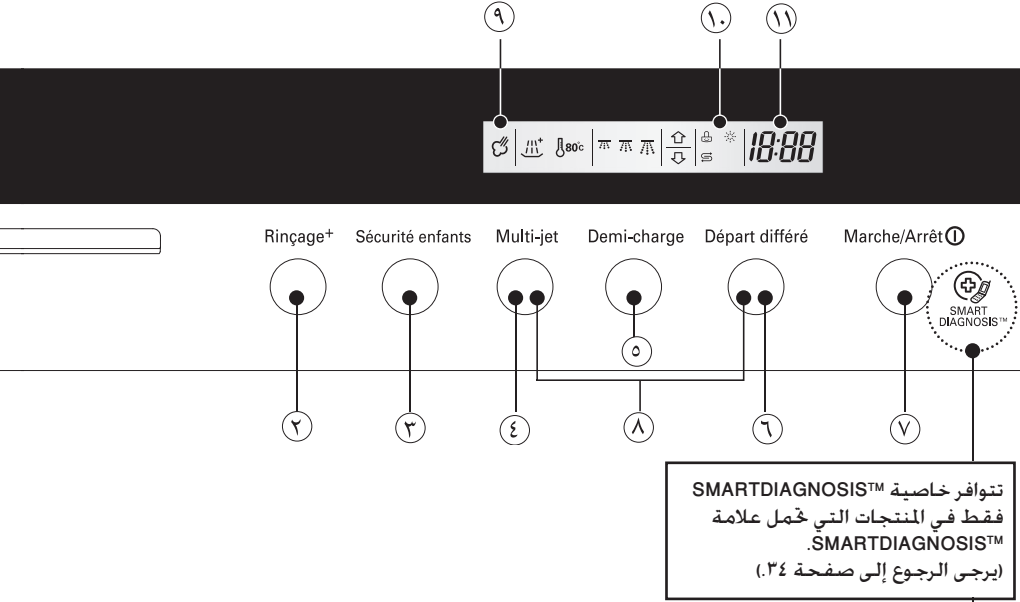 ٩ ١٠ ١١
80°c 18:88
Rinçage+ Sécurité enfants Multi-jet Demi-charge Départ différé Marche/Arrêt
SMART
DIAGNOSIS™
٥
٢ ٣ ٤ ٨ ٦ ٧
تتوافر خاصية SMARTDIAGNOSIS™
فقط في المنتجات التي تحمل علامة
SMARTDIAGNOSIS™.
(يرجى الرجوع إلى صفحة ٣٤.)